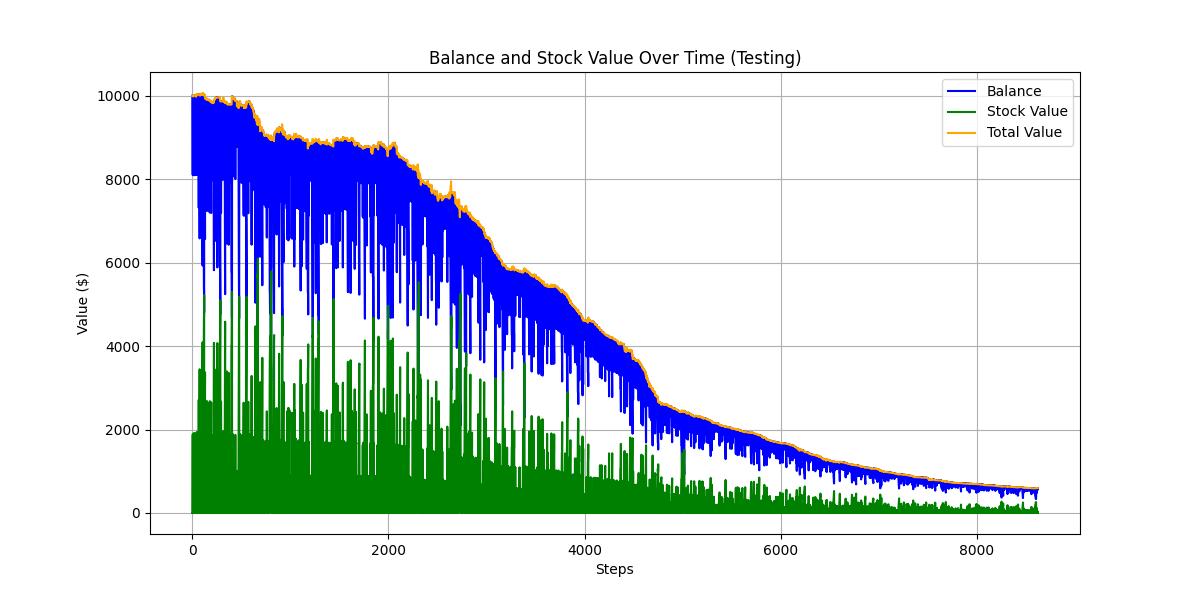 Balance and Stock Value Over Time (Testing)
Balance
Stock Value
Total Value
Value ($)
10000
8000
6000
4000
2000
0
0 2000 4000 6000 8000
Steps